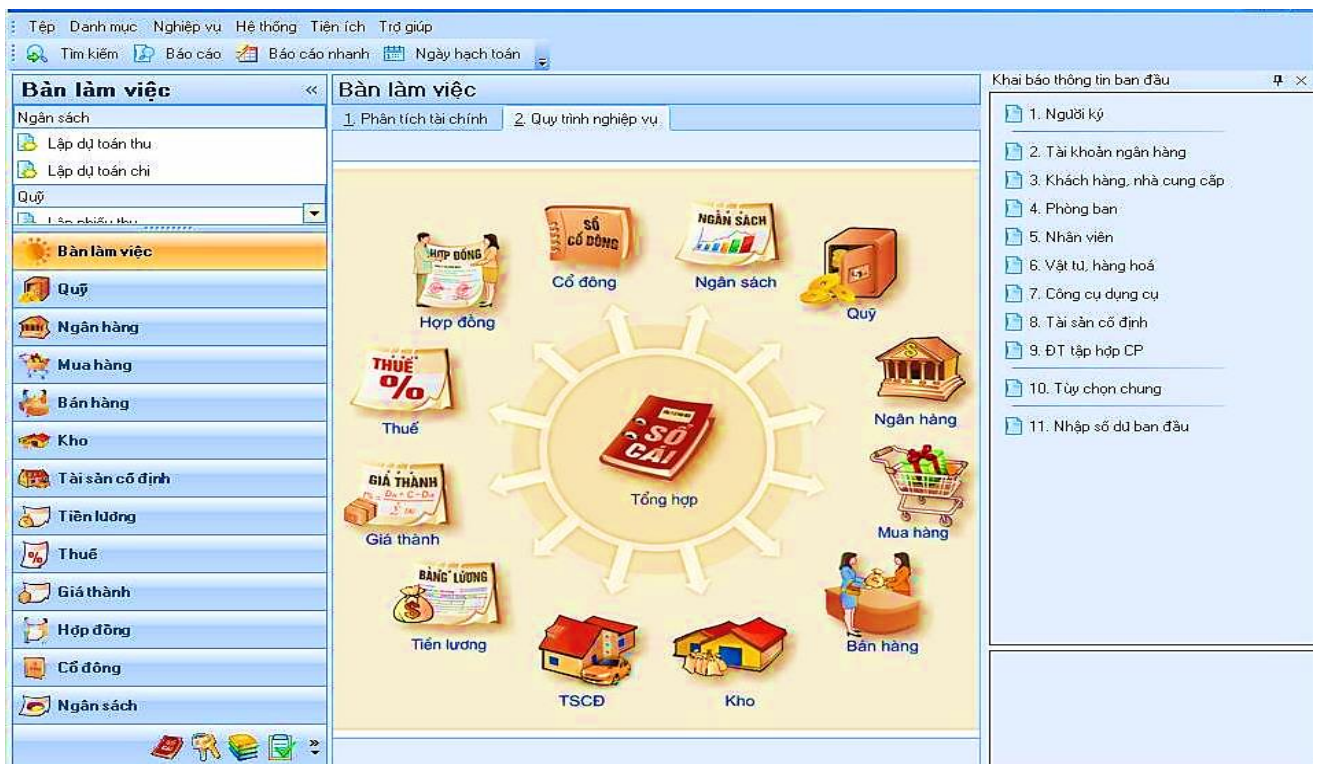 Tệp Danh mục Nghiệp vụ Hệ thống Tiện ích Trợ giúp
Tìm kiếm Báo cáo Báo cáo nhanh Ngày hạch toán
Bàn làm việc «
Ngân sách
Lập dự toán thu
Lập dự toán chi
Quỹ
Lập phiếu thu
Bàn làm việc
Quỹ
Ngân hàng
Mua hàng
Bán hàng
Kho
Tài sản cố định
Tiền lương
Thuế
Giá thành
Hợp đồng
Cổ đông
Ngân sách
Bàn làm việc
1. Phân tích tài chính 2. Quy trình nghiệp vụ
HỢP ĐỒNG
Hợp đồng
SỔ CỔ ĐÔNG
Cổ đông
NGÂN SÁCH
Ngân sách
Quỹ
THUẾ
%
Thuế
Ngân hàng
SỔ CÁI
Tổng hợp
GIÁ THÀNH
Giá thành
Mua hàng
BẢNG LƯƠNG
Tiền lương
Bán hàng
TSCĐ
Kho
Khai báo thông tin ban đầu
1. Người ký
2. Tài khoản ngân hàng
3. Khách hàng, nhà cung cấp
4. Phòng ban
5. Nhân viên
6. Vật tư, hàng hoá
7. Công cụ dụng cụ
8. Tài sản cố định
9. ĐT tập hợp CP
10. Tùy chọn chung
11. Nhập số dư ban đầu